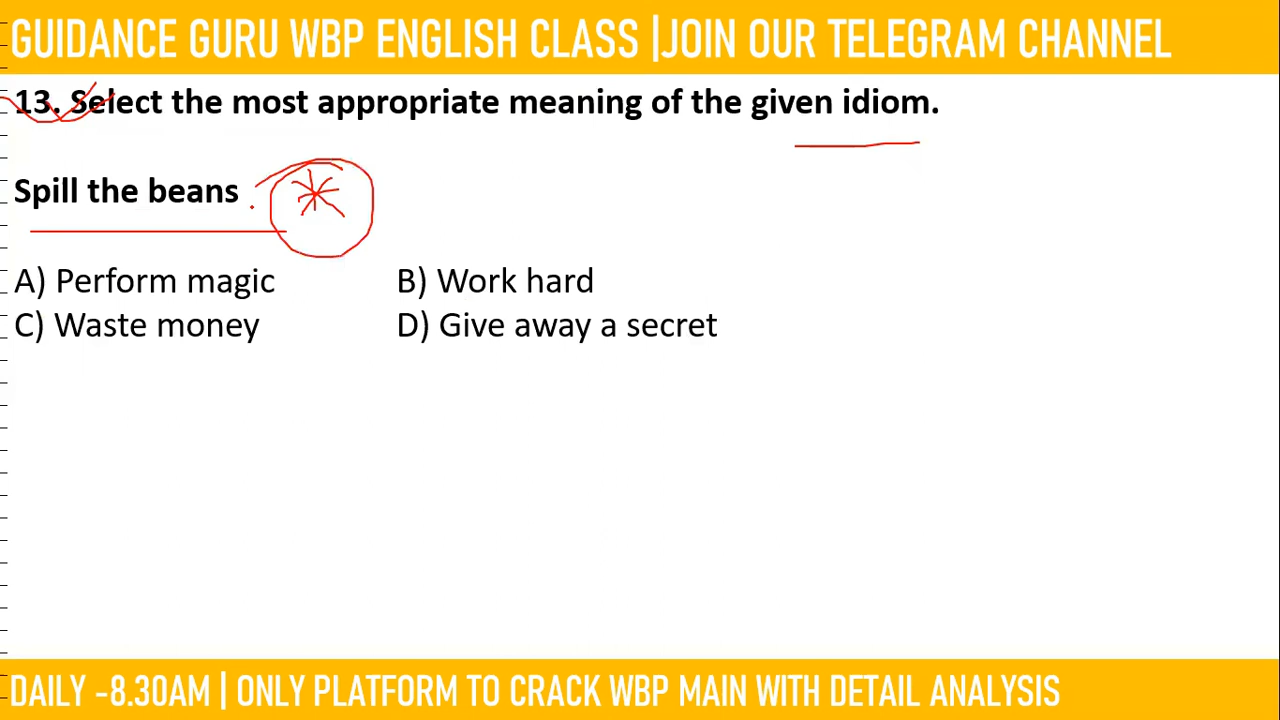 GUIDANCE GURU WBP ENGLISH CLASS |JOIN OUR TELEGRAM CHANNEL
13. Select the most appropriate meaning of the given idiom.
Spill the beans
A) Perform magic B) Work hard
C) Waste money D) Give away a secret
DAILY -8.30AM | ONLY PLATFORM TO CRACK WBP MAIN WITH DETAIL ANALYSIS